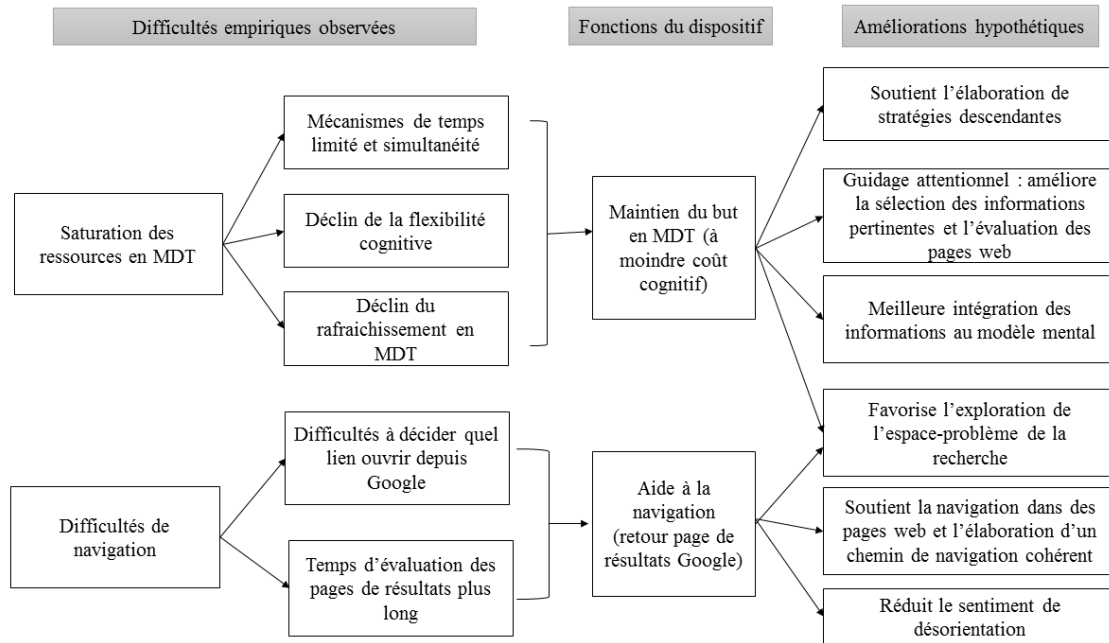 Difficultés empiriques observées
Fonctions du dispositif
Améliorations hypothétiques
Saturation des
ressources en MDT
Mécanismes de temps
limité et simultanéité
Déclin de la flexibilité
cognitive
Déclin du
rafraichissement en
MDT
Maintien du but
en MDT (à
moindre coût
cognitif)
Soutient l'élaboration de
stratégies descendantes
Guidage attentionnel : améliore
la sélection des informations
pertinentes et l'évaluation des
pages web
Meilleure intégration des
informations au modèle mental
Favorise l'exploration de
l'espace-problème de la
recherche
Difficultés de
navigation
Difficultés à décider quel
lien ouvrir depuis
Google
Temps d'évaluation des
pages de résultats plus
long
Aide à la
navigation
(retour page de
résultats Google)
Soutient la navigation dans des
pages web et l'élaboration d'un
chemin de navigation cohérent
Réduit le sentiment de
désorientation